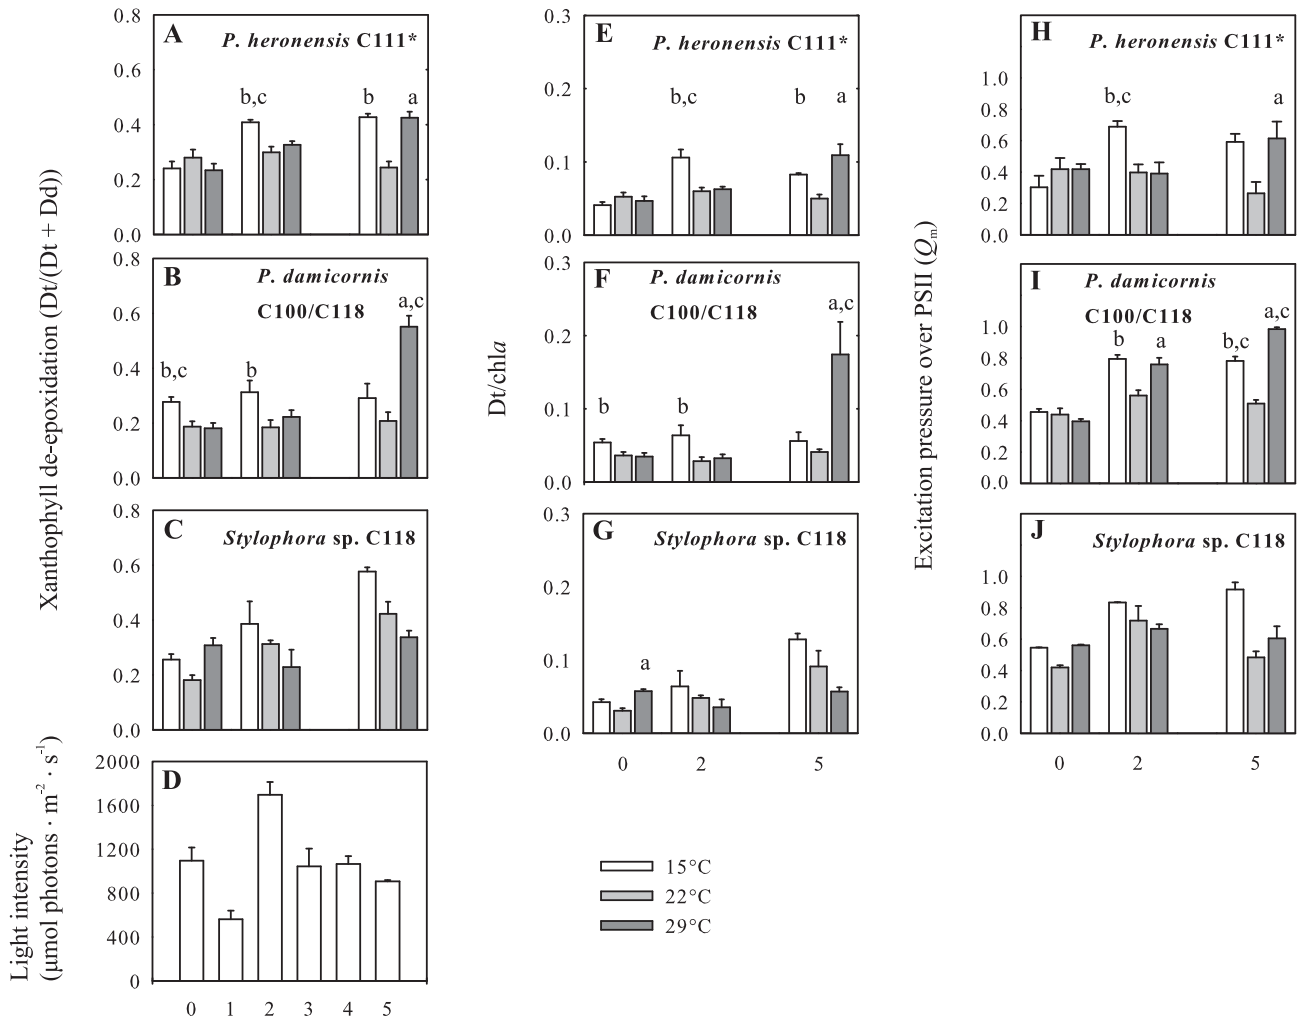 Xanthophyll de-epoxidation (Dt/(Dt + Dd))
A
P. heronensis C111*
0.8
0.6
0.4
0.2
0.0
b,c
b
a
B
P. damicornis
C100/C118
0.8
0.6
0.4
0.2
0.0
b,c
b
a,c
C
Stylophora sp. C118
0.8
0.6
0.4
0.2
0.0
Light intensity
(µmol photons · m-2 · s-1)
D
2000
1600
1200
800
400
0
0 1 2 3 4 5
Dt/chla
E
P. heronensis C111*
0.3
0.2
0.1
0.0
b,c
b
a
F
P. damicornis
C100/C118
0.3
0.2
0.1
0.0
b
b
a,c
G
Stylophora sp. C118
0.3
0.2
0.1
0.0
a
0 2 5
15°C
22°C
29°C
Excitation pressure over PSII (Qm)
H
P. heronensis C111*
1.0
0.8
0.6
0.4
0.2
0.0
b,c
a
I
P. damicornis
C100/C118
1.0
0.8
0.6
0.4
0.2
0.0
b
a
b,c
a,c
J
Stylophora sp. C118
1.0
0.8
0.6
0.4
0.2
0.0
0 2 5